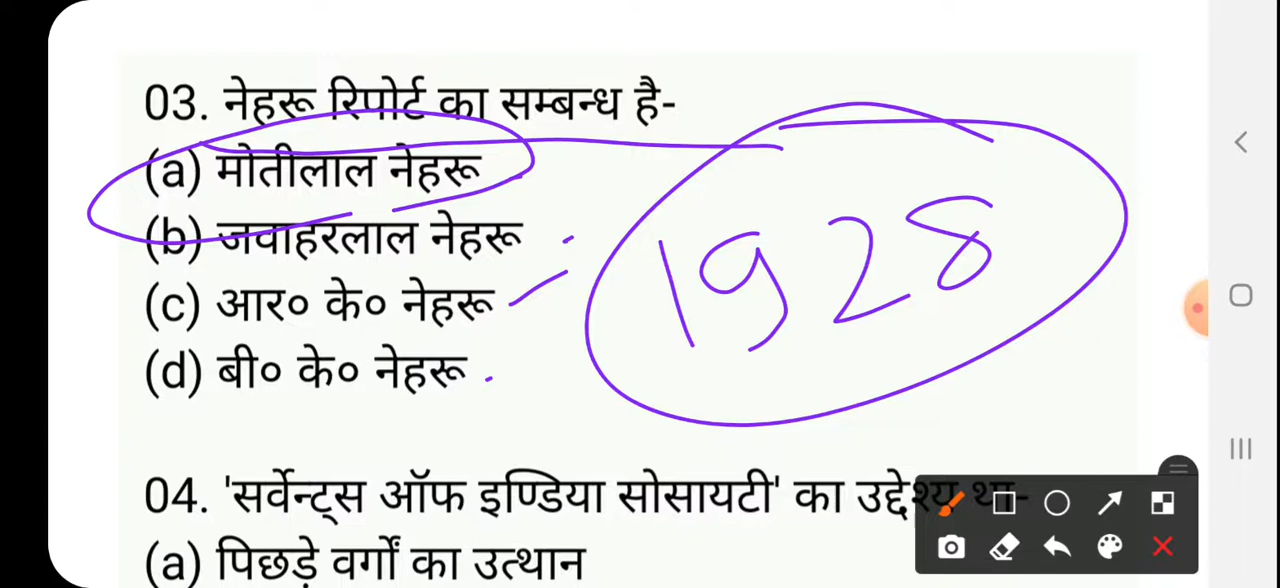 03. नेहरू रिपोर्ट का सम्बन्ध है-
(a) मोतीलाल नेहरू
(b) जवाहरलाल नेहरू
(c) आर० के० नेहरू
(d) बी० के० नेहरू
1928
04. 'सर्वेन्ट्स ऑफ इण्डिया सोसायटी' का उद्देश्य था-
(a) पिछड़े वर्गों का उत्थान